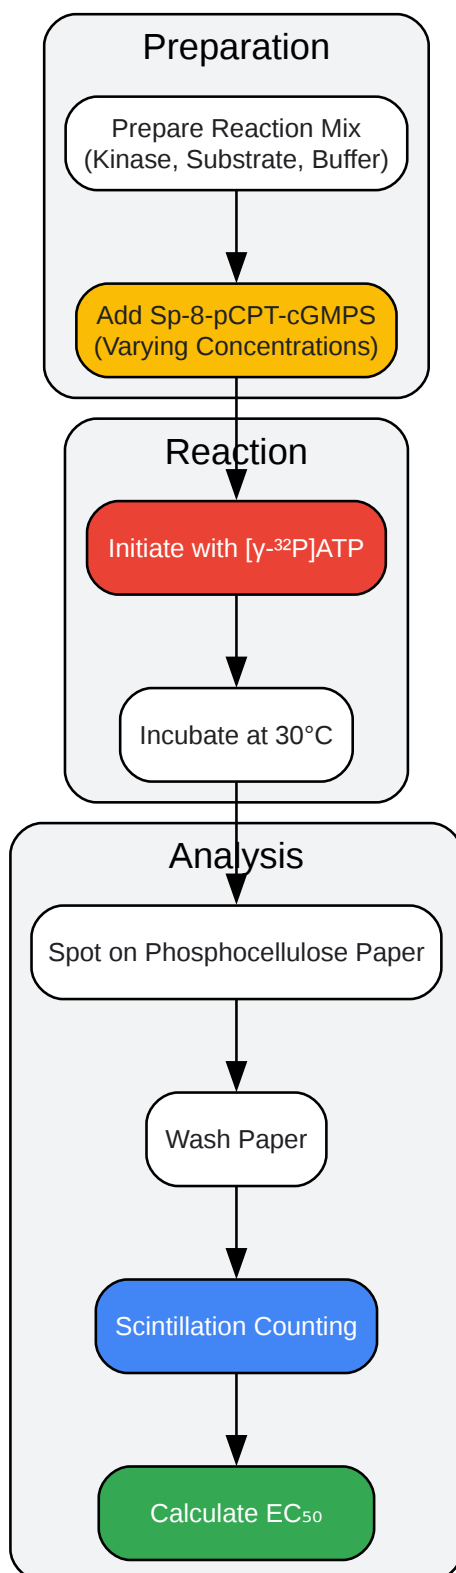 Preparation
Prepare Reaction Mix
(Kinase, Substrate, Buffer)
Add Sp-8-pCPT-cGMPS
(Varying Concentrations)
Reaction
Initiate with [γ-³²P]ATP
Incubate at 30°C
Analysis
Spot on Phosphocellulose Paper
Wash Paper
Scintillation Counting
Calculate EC₅₀